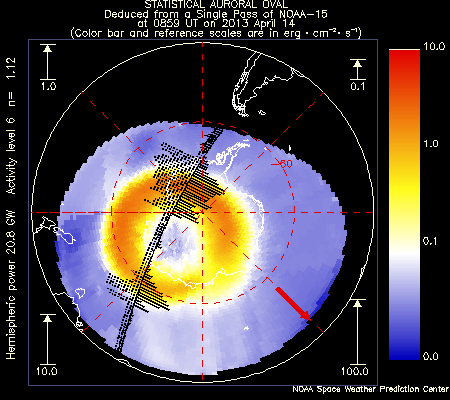 STATISTICAL AURORAL OVAL
Deduced from a Single Pass of NOAA-15
at 0859 UT on 2013 April 14
(Color bar and reference scales are in erg · cm⁻² · s⁻¹)
Hemispheric power 20.8 GW  Activity level 6  n= 1.12
1.0
0.1
10.0
100.0
-60
10.0
1.0
0.1
0.0
NOAA Space Weather Prediction Center